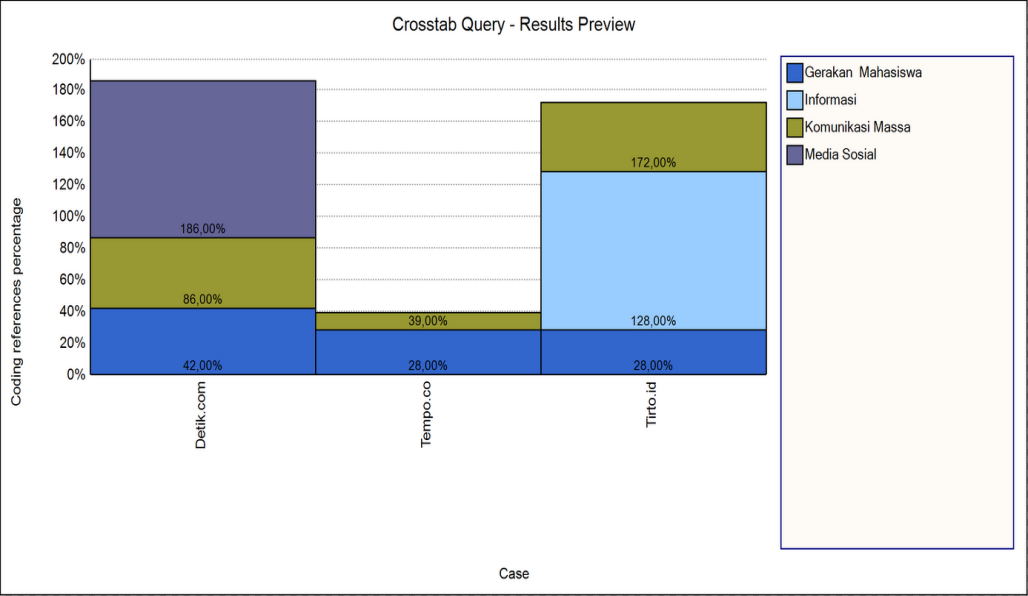 Crosstab Query - Results Preview
200%
180%
160%
140%
120%
100%
80%
60%
40%
20%
0%
Coding references percentage
186,00%
86,00%
42,00%
39,00%
28,00%
172,00%
128,00%
28,00%
Detik.com
Tempo.co
Tirto.id
Case
Gerakan  Mahasiswa
Informasi
Komunikasi Massa
Media Sosial